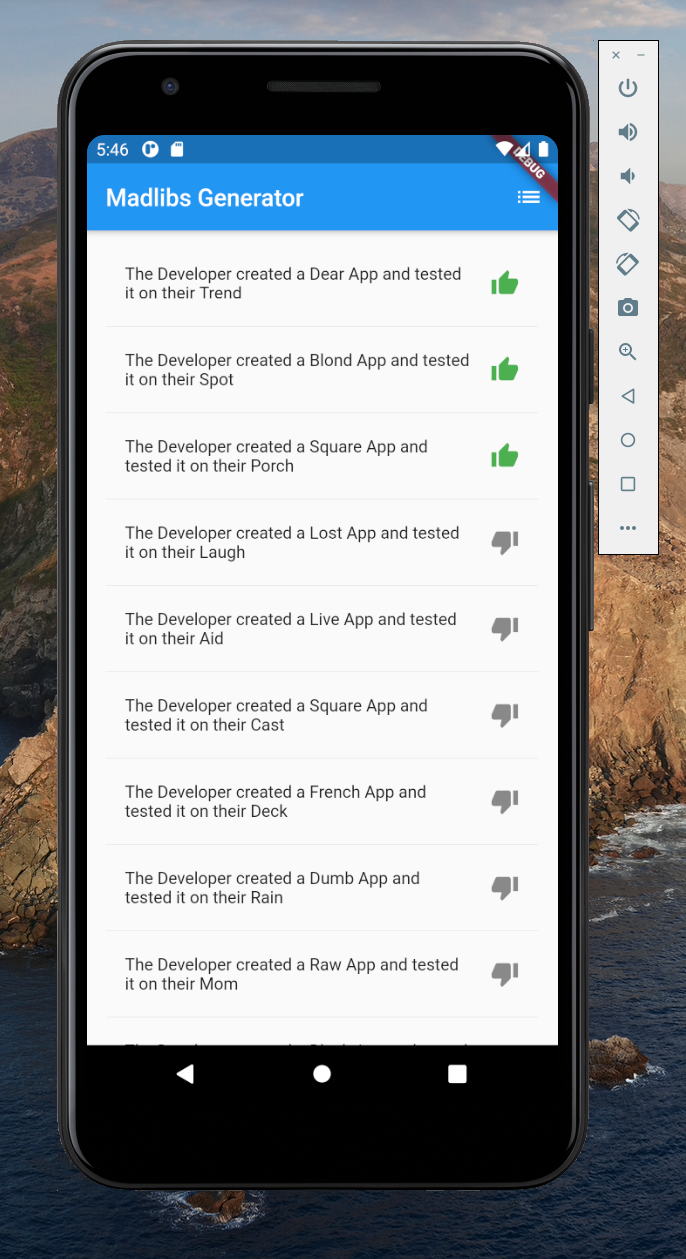 5:46
DEBUG
Madlibs Generator
The Developer created a Dear App and tested
it on their Trend
The Developer created a Blond App and tested
it on their Spot
The Developer created a Square App and
tested it on their Porch
The Developer created a Lost App and tested
it on their Laugh
The Developer created a Live App and tested
it on their Aid
The Developer created a Square App and
tested it on their Cast
The Developer created a French App and
tested it on their Deck
The Developer created a Dumb App and
tested it on their Rain
The Developer created a Raw App and tested
it on their Mom